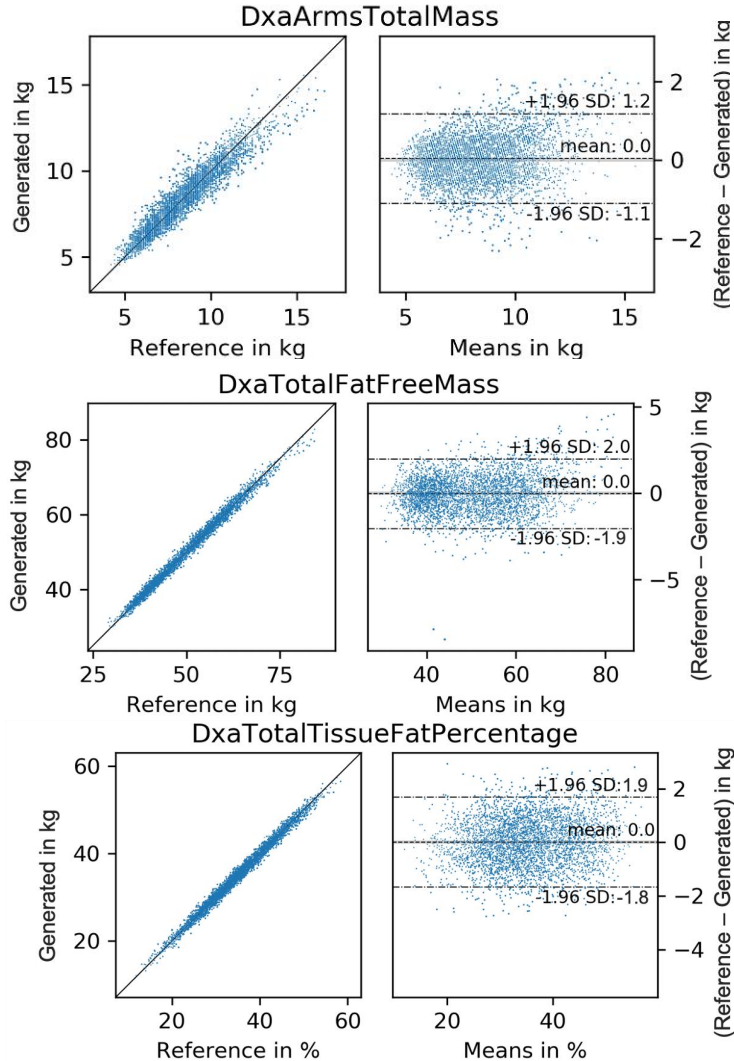 DxaArmsTotalMass
Generated in kg
15
10
5
5 10 15
Reference in kg
+1.96 SD: 1.2
mean: 0.0
-1.96 SD: -1.1
2
0
−2
(Reference – Generated) in kg
5 10 15
Means in kg
DxaTotalFatFreeMass
Generated in kg
80
60
40
25 50 75
Reference in kg
+1.96 SD: 2.0
mean: 0.0
-1.96 SD: -1.9
5
0
−5
(Reference – Generated) in kg
40 60 80
Means in kg
DxaTotalTissueFatPercentage
Generated in kg
60
40
20
20 40 60
Reference in %
+1.96 SD:1.9
mean: 0.0
-1.96 SD:-1.8
2
0
−2
−4
(Reference – Generated) in kg
20 40
Means in %